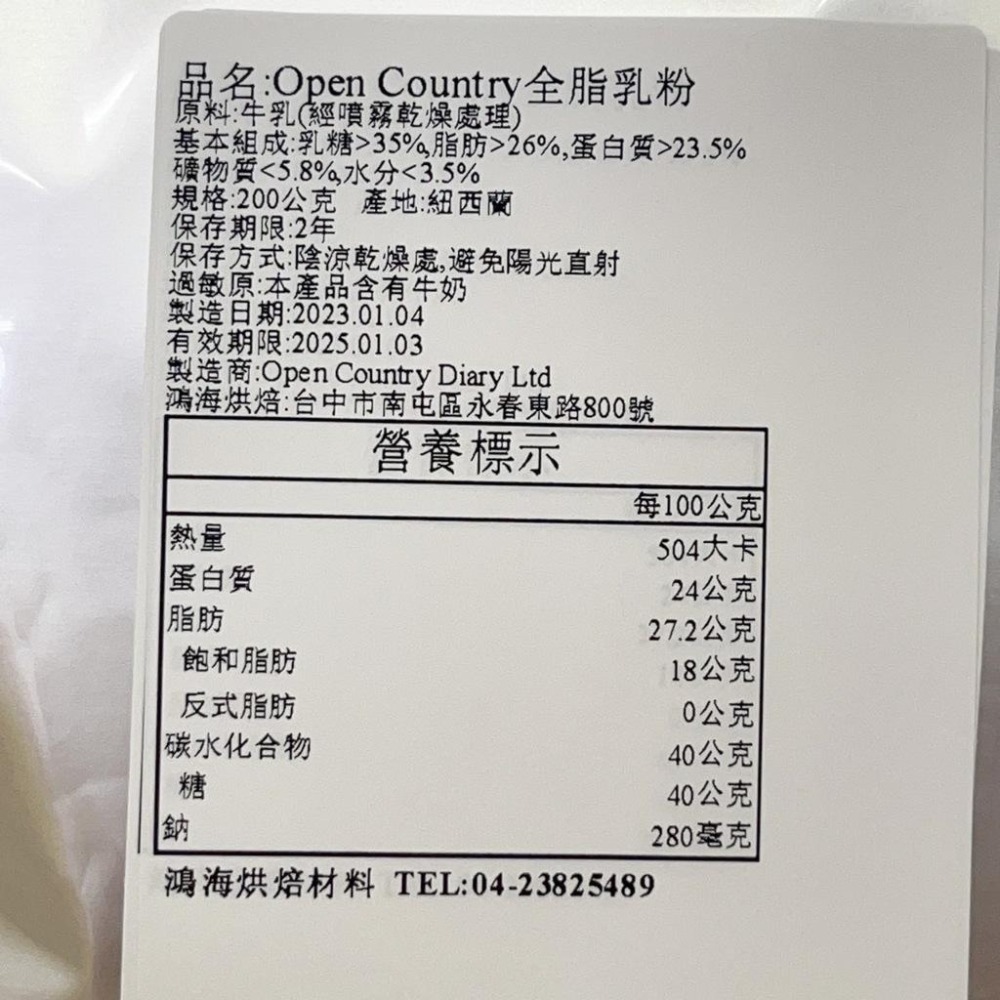 品名:Open Country全脂乳粉
原料:牛乳(經噴霧乾燥處理)
基本組成:乳糖>35%,脂肪>26%,蛋白質>23.5%
礦物質<5.8%,水分<3.5%
規格:200公克 產地:紐西蘭
保存期限:2年
保存方式:陰涼乾燥處,避免陽光直射
過敏原:本產品含有牛奶
製造日期:2023.01.04
有效期限:2025.01.03
製造商:Open Country Diary Ltd
鴻海烘焙:台中市南屯區永春東路800號
營養標示
每100公克
熱量 504大卡
蛋白質 24公克
脂肪 27.2公克
飽和脂肪 18公克
反式脂肪 0公克
碳水化合物 40公克
糖 40公克
鈉 280毫克
鴻海烘焙材料 TEL:04-23825489